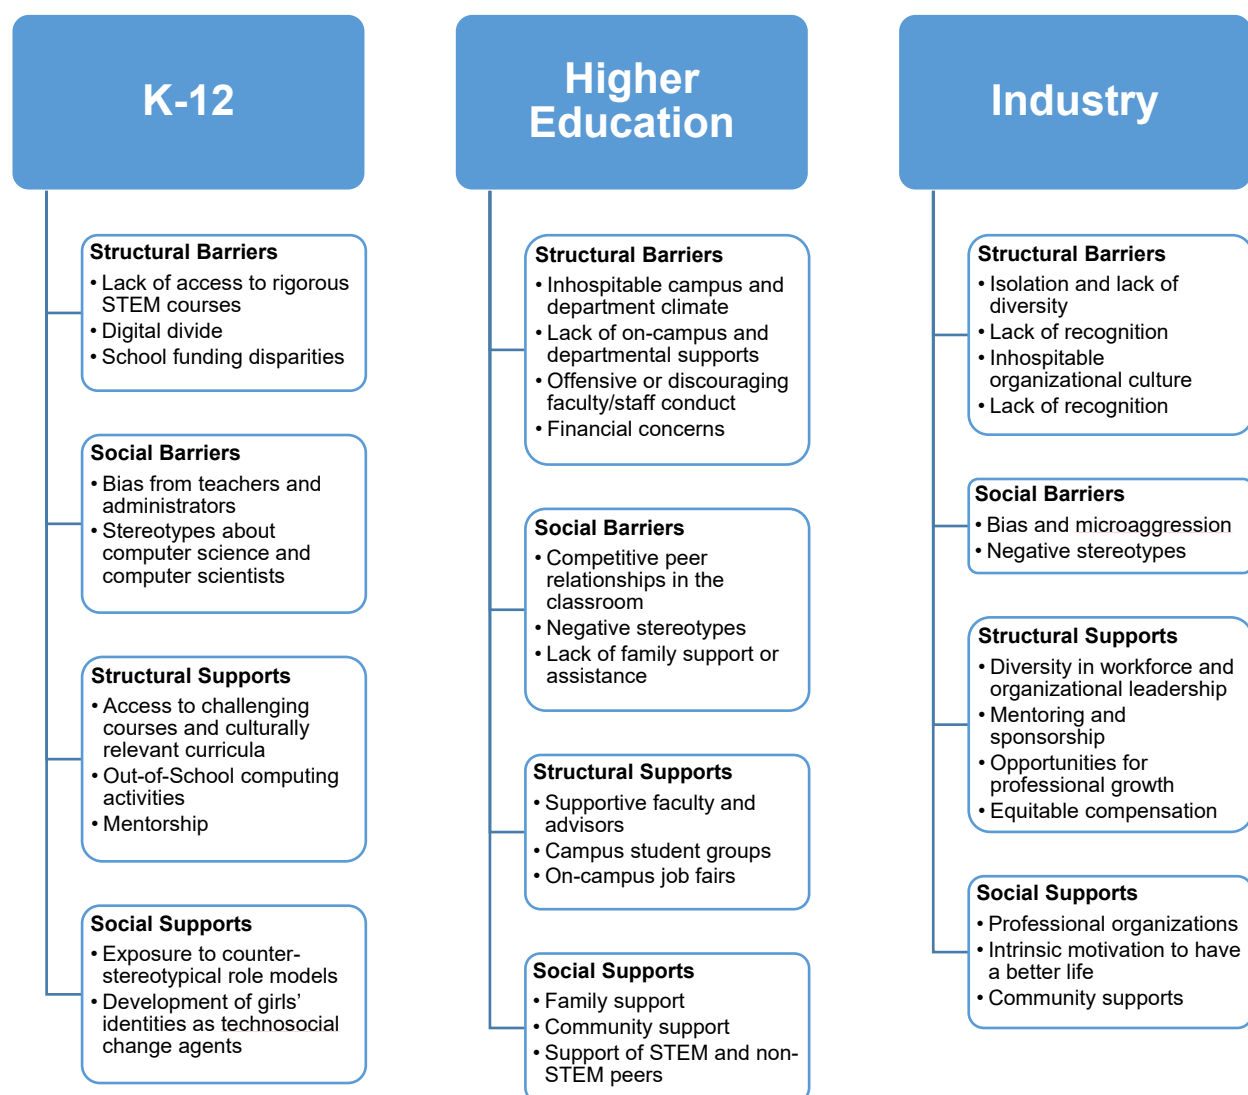 K-12
Structural Barriers
• Lack of access to rigorous
STEM courses
• Digital divide
• School funding disparities
Social Barriers
• Bias from teachers and
administrators
• Stereotypes about
computer science and
computer scientists
Structural Supports
• Access to challenging
courses and culturally
relevant curricula
• Out-of-School computing
activities
• Mentorship
Social Supports
• Exposure to counter-
stereotypical role models
• Development of girls’
identities as technosocial
change agents
Higher
Education
Structural Barriers
• Inhospitable campus and
department climate
• Lack of on-campus and
departmental supports
• Offensive or discouraging
faculty/staff conduct
• Financial concerns
Social Barriers
• Competitive peer
relationships in the
classroom
• Negative stereotypes
• Lack of family support or
assistance
Structural Supports
• Supportive faculty and
advisors
• Campus student groups
• On-campus job fairs
Social Supports
• Family support
• Community support
• Support of STEM and non-
STEM peers
Industry
Structural Barriers
• Isolation and lack of
diversity
• Lack of recognition
• Inhospitable
organizational culture
• Lack of recognition
Social Barriers
• Bias and microaggression
• Negative stereotypes
Structural Supports
• Diversity in workforce and
organizational leadership
• Mentoring and
sponsorship
• Opportunities for
professional growth
• Equitable compensation
Social Supports
• Professional organizations
• Intrinsic motivation to have
a better life
• Community supports